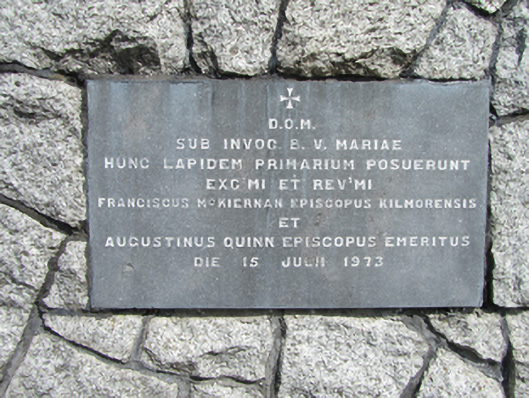 D.O.M.
SUB INVOC. B. V. MARIAE
HUNC LAPIDEM PRIMARIUM POSUERUNT
EXC'MI ET REV'MI
FRANCISCUS McKIERNAN EPISCOPUS KILMORENSIS
ET
AUGUSTINUS QUINN EPISCOPUS EMERITUS
DIE 15 JULII 1973